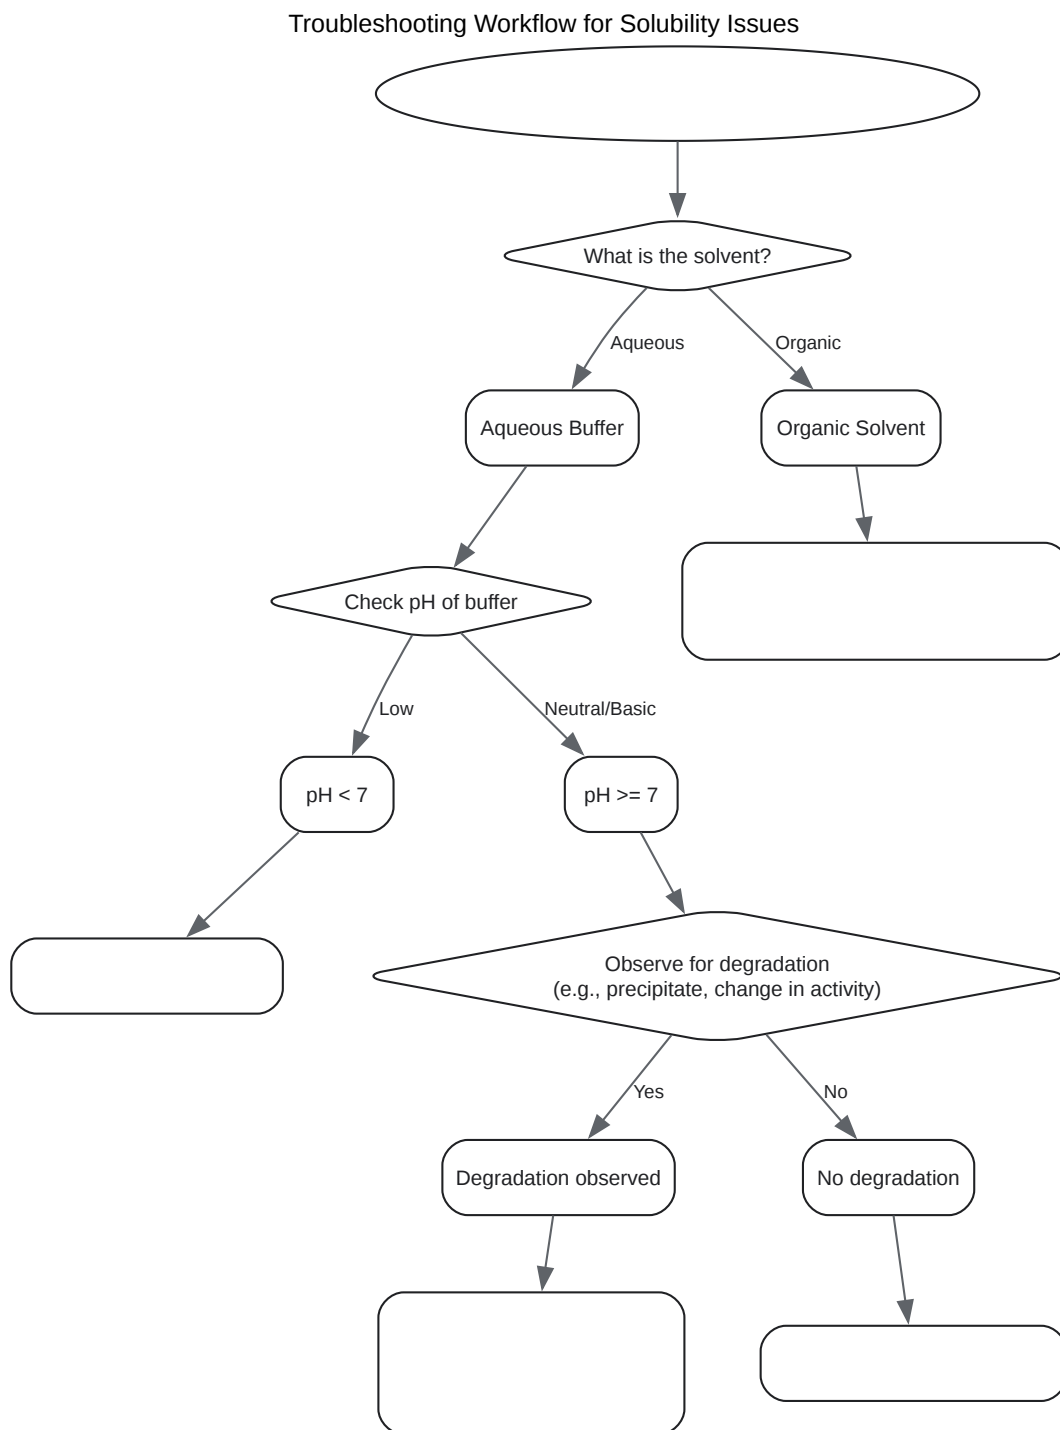 Troubleshooting Workflow for Solubility Issues
What is the solvent?
Aqueous
Organic
Aqueous Buffer
Organic Solvent
Check pH of buffer
Low
Neutral/Basic
pH < 7
pH >= 7
Observe for degradation
(e.g., precipitate, change in activity)
Yes
No
Degradation observed
No degradation